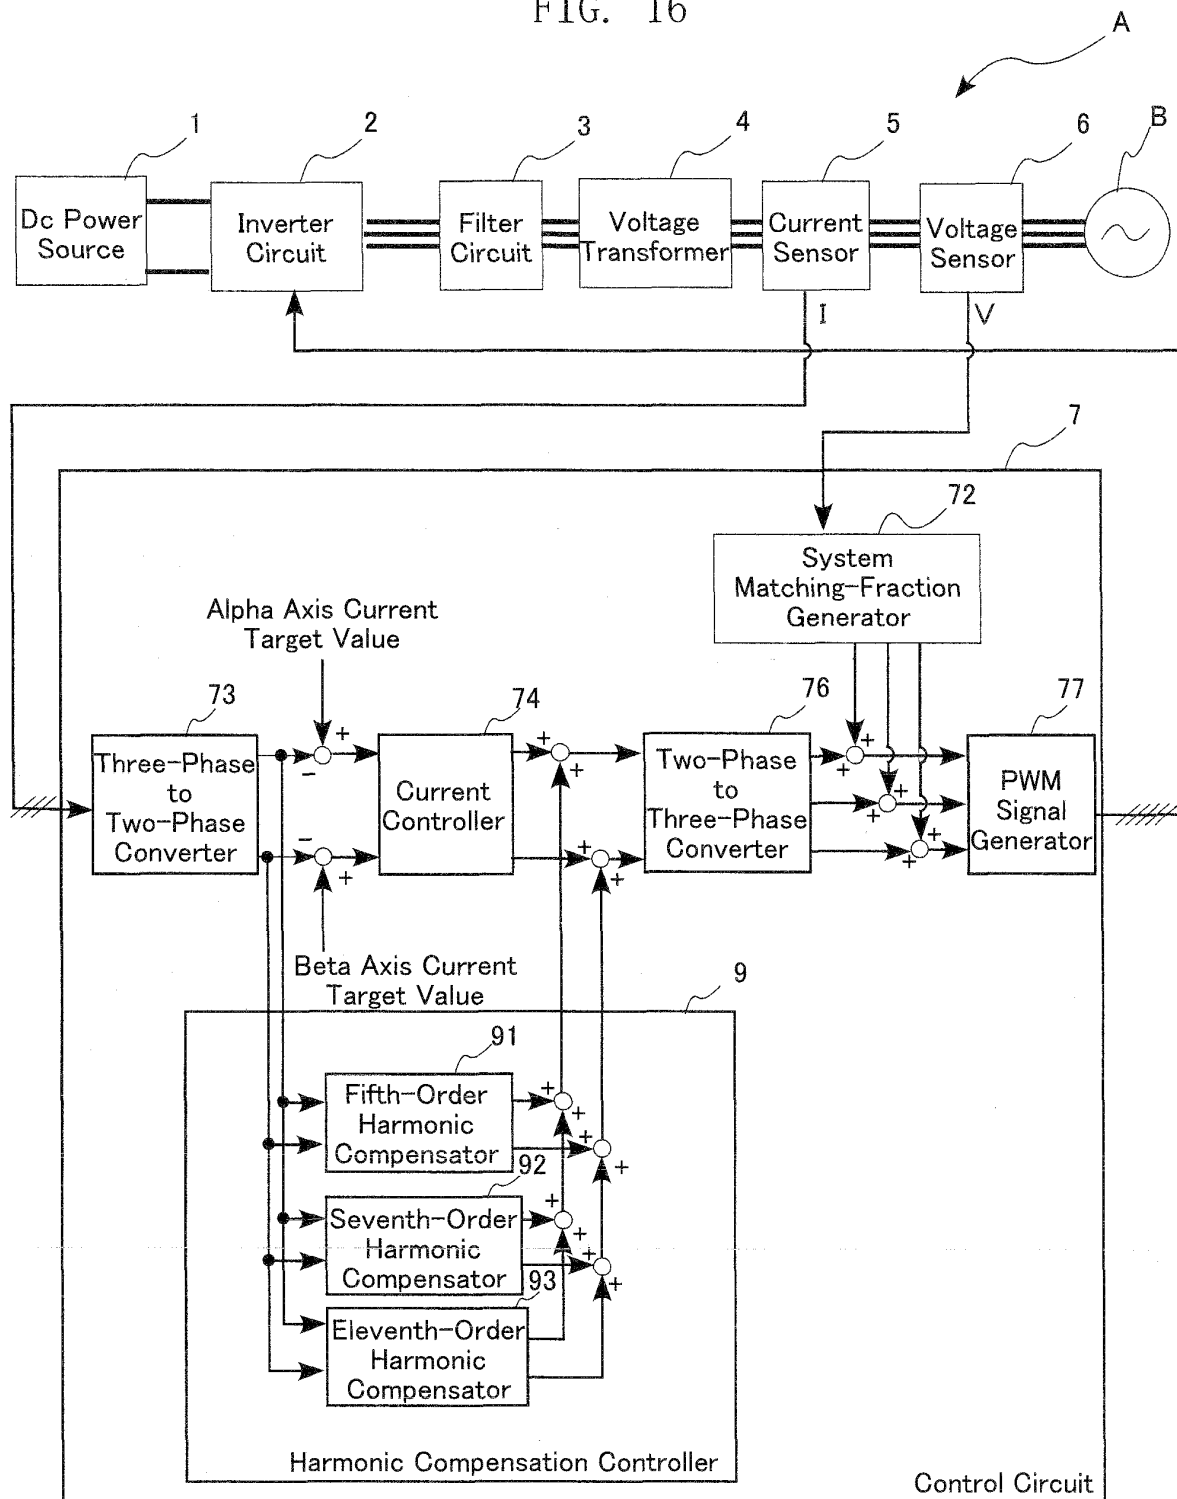 FIG. 16
A
1
2
3
4
5
6
B
Dc Power
Source
Inverter
Circuit
Filter
Circuit
Voltage
Transformer
Current
Sensor
Voltage
Sensor
I
V
7
72
System
Matching-Fraction
Generator
Alpha Axis Current
Target Value
73
74
76
77
Three-Phase
to
Two-Phase
Converter
+
-
-
+
Current
Controller
+
+
+
+
Two-Phase
to
Three-Phase
Converter
+
+
+
+
+
+
PWM
Signal
Generator
Beta Axis Current
Target Value
9
91
Fifth-Order
Harmonic
Compensator
+
+
+
+
92
Seventh-Order
Harmonic
Compensator
+
+
+
+
93
Eleventh-Order
Harmonic
Compensator
Harmonic Compensation Controller
Control Circuit